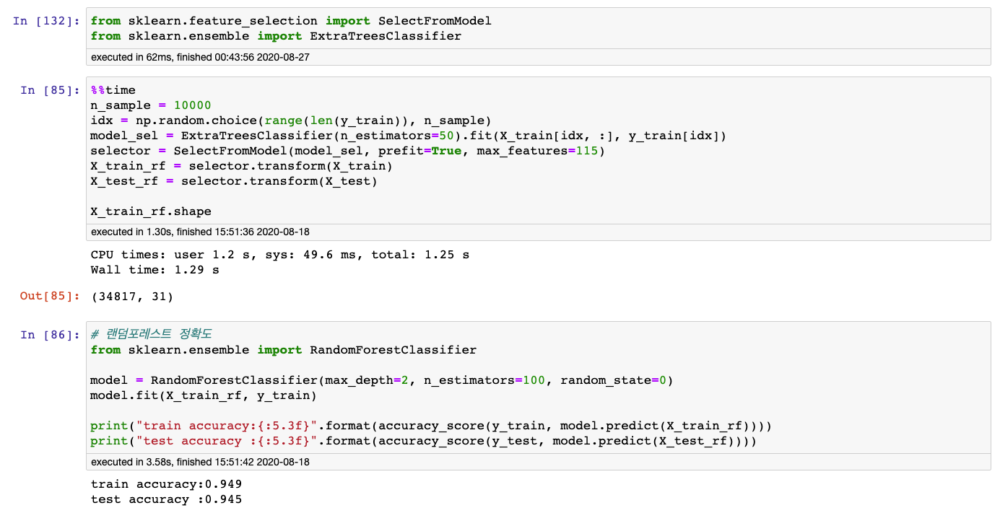 In [132]: from sklearn.feature_selection import SelectFromModel
from sklearn.ensemble import ExtraTreesClassifier
executed in 62ms, finished 00:43:56 2020-08-27
In [85]: %%time
n_sample = 10000
idx = np.random.choice(range(len(y_train)), n_sample)
model_sel = ExtraTreesClassifier(n_estimators=50).fit(X_train[idx, :], y_train[idx])
selector = SelectFromModel(model_sel, prefit=True, max_features=115)
X_train_rf = selector.transform(X_train)
X_test_rf = selector.transform(X_test)
X_train_rf.shape
executed in 1.30s, finished 15:51:36 2020-08-18
CPU times: user 1.2 s, sys: 49.6 ms, total: 1.25 s
Wall time: 1.29 s
Out[85]: (34817, 31)
In [86]: # 랜덤포레스트 정확도
from sklearn.ensemble import RandomForestClassifier
model = RandomForestClassifier(max_depth=2, n_estimators=100, random_state=0)
model.fit(X_train_rf, y_train)
print("train accuracy:{:5.3f}".format(accuracy_score(y_train, model.predict(X_train_rf))))
print("test accuracy :{:5.3f}".format(accuracy_score(y_test, model.predict(X_test_rf))))
executed in 3.58s, finished 15:51:42 2020-08-18
train accuracy:0.949
test accuracy :0.945